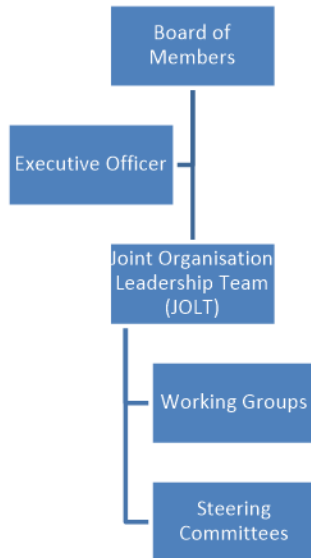 Board of
Members
Executive Officer
Joint Organisation
Leadership Team
(JOLT)
Working Groups
Steering
Committees